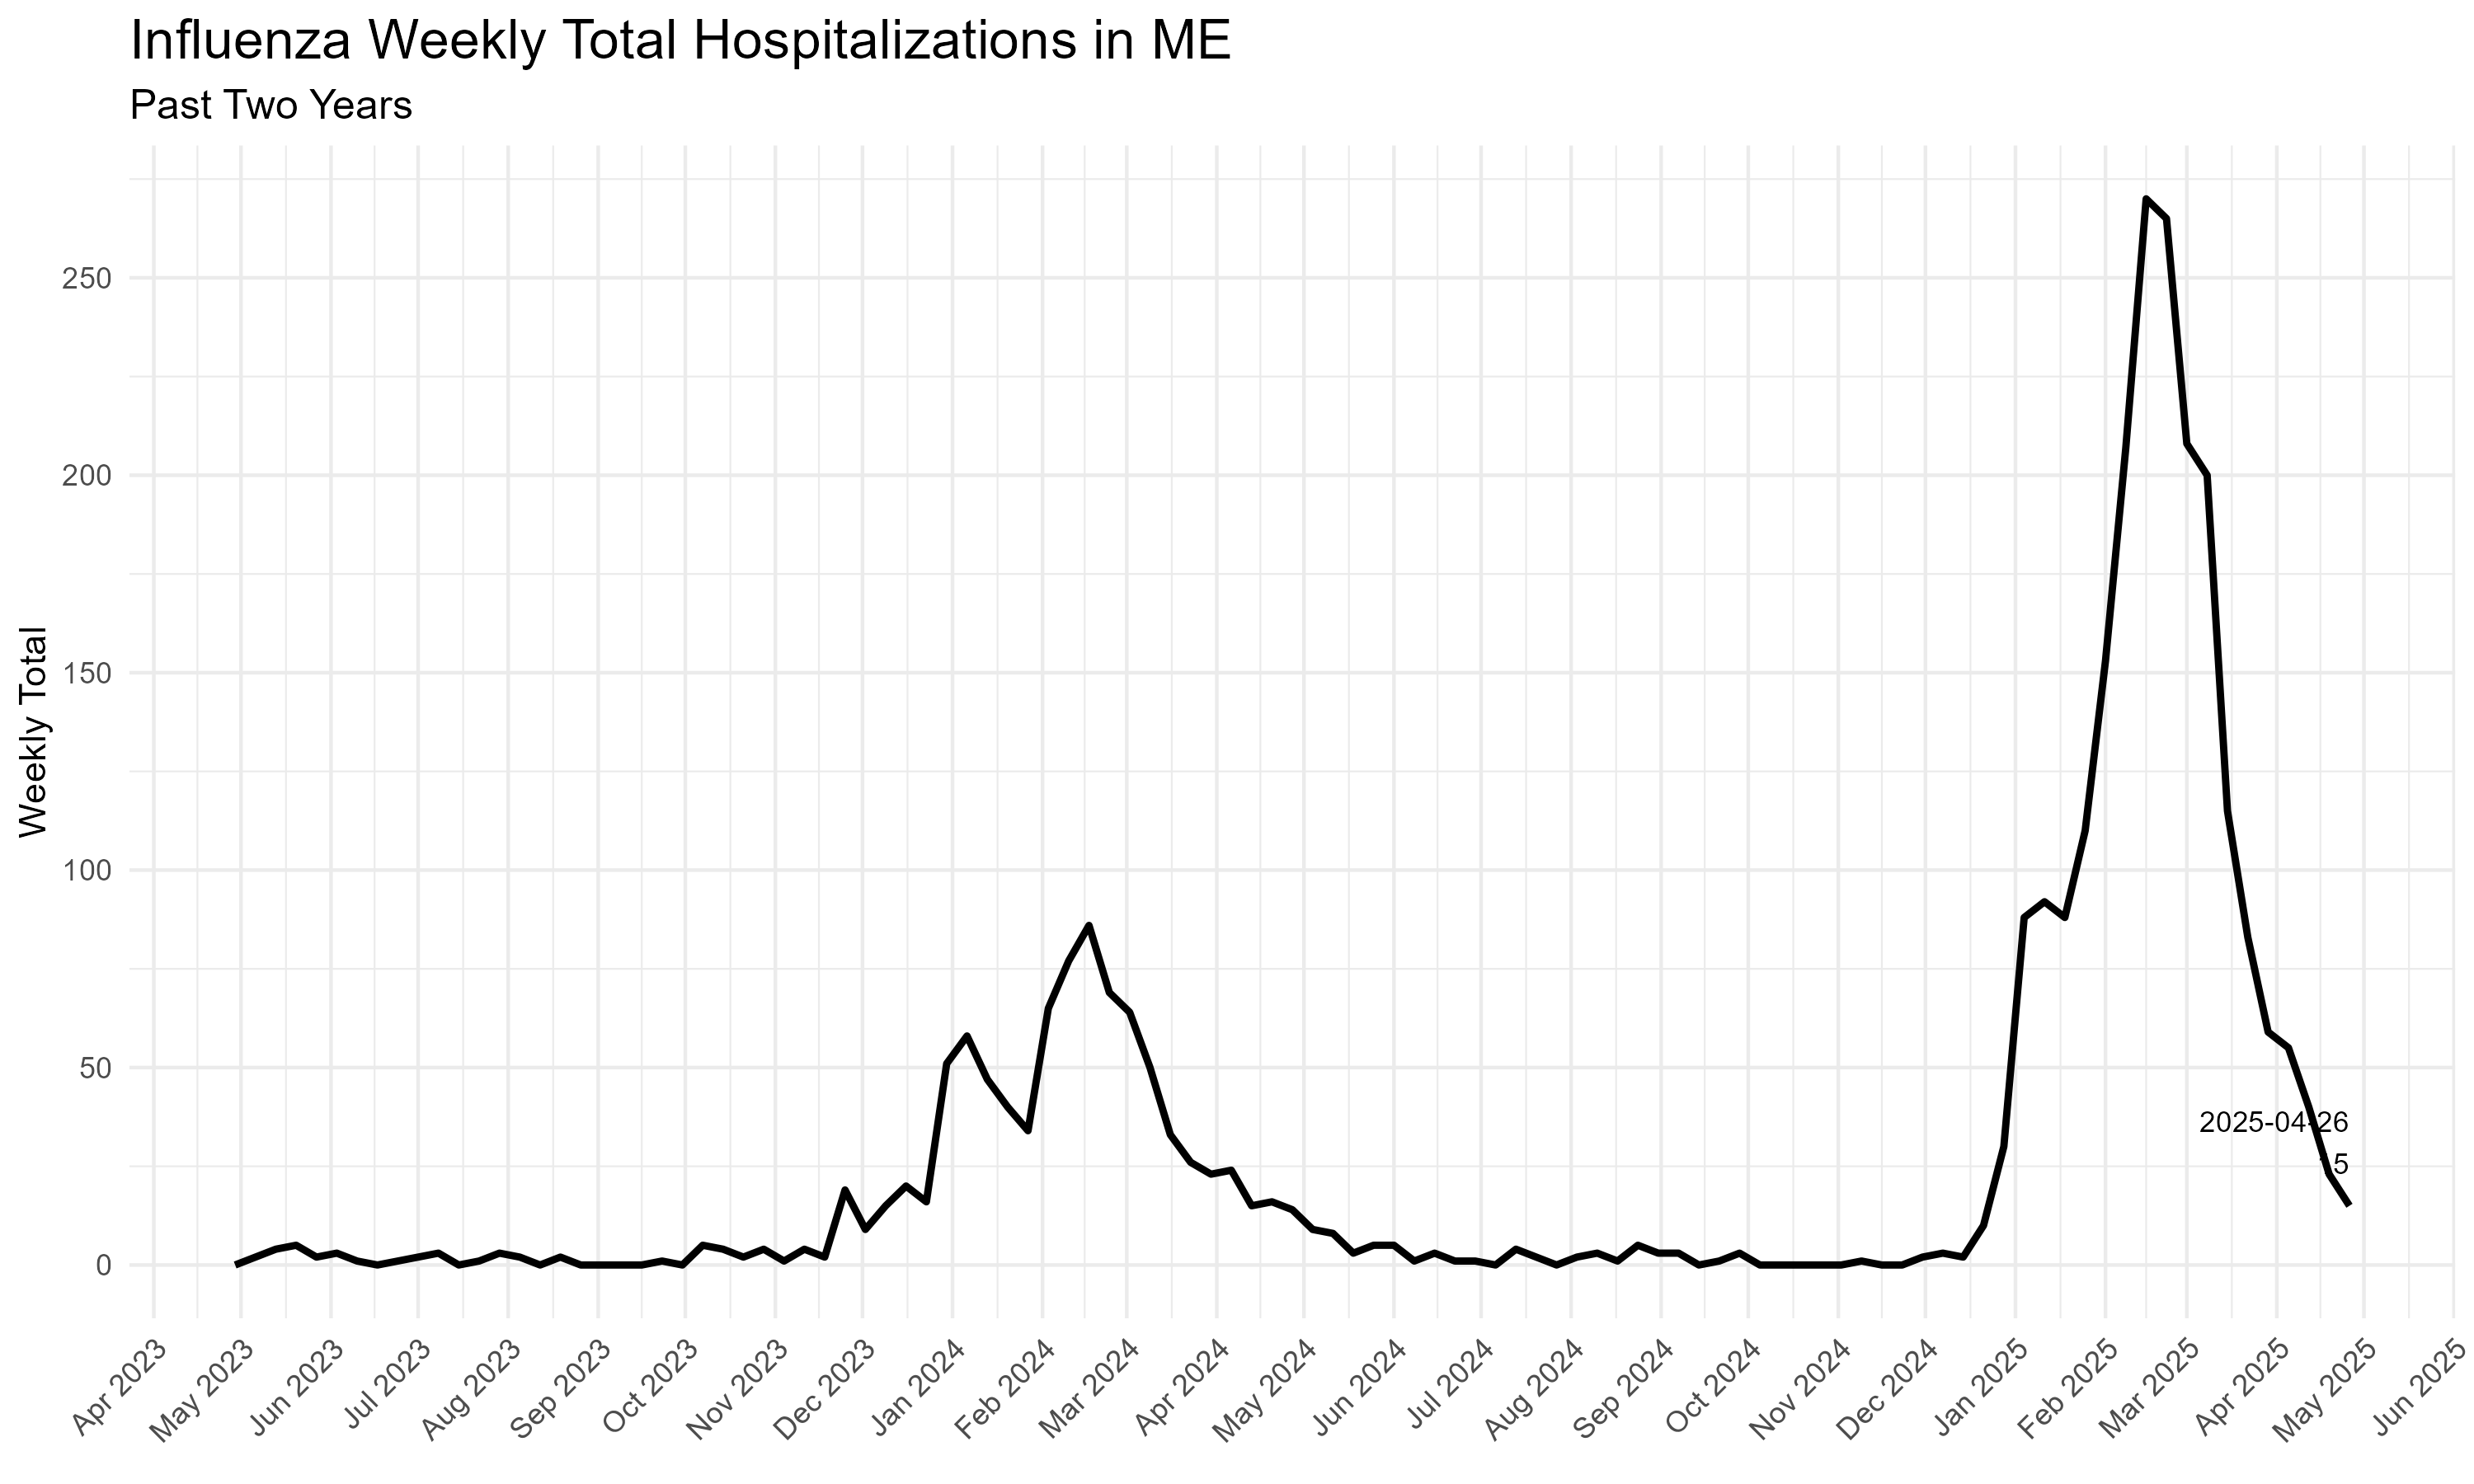 Influenza Weekly Total Hospitalizations in ME
Past Two Years
Weekly Total
250
200
150
100
50
0
2025-04-26
15
Apr 2023
May 2023
Jun 2023
Jul 2023
Aug 2023
Sep 2023
Oct 2023
Nov 2023
Dec 2023
Jan 2024
Feb 2024
Mar 2024
Apr 2024
May 2024
Jun 2024
Jul 2024
Aug 2024
Sep 2024
Oct 2024
Nov 2024
Dec 2024
Jan 2025
Feb 2025
Mar 2025
Apr 2025
May 2025
Jun 2025